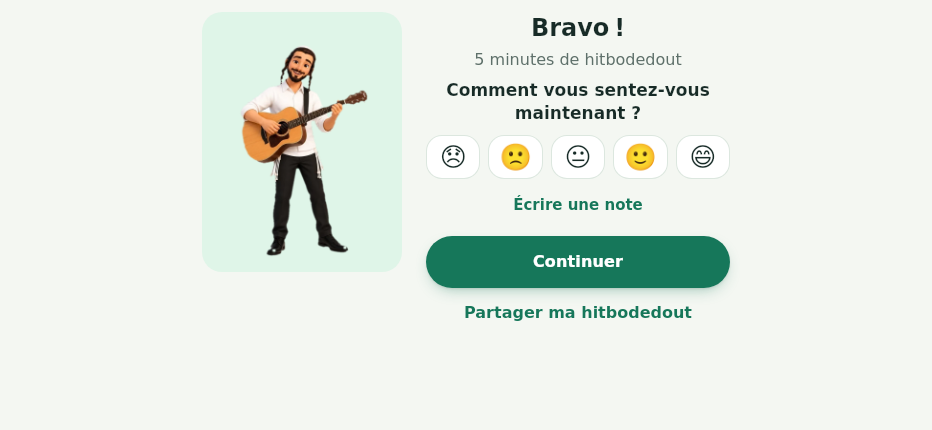 Bravo !
5 minutes de hitbodedout
Comment vous sentez-vous
maintenant ?
Écrire une note
Continuer
Partager ma hitbodedout